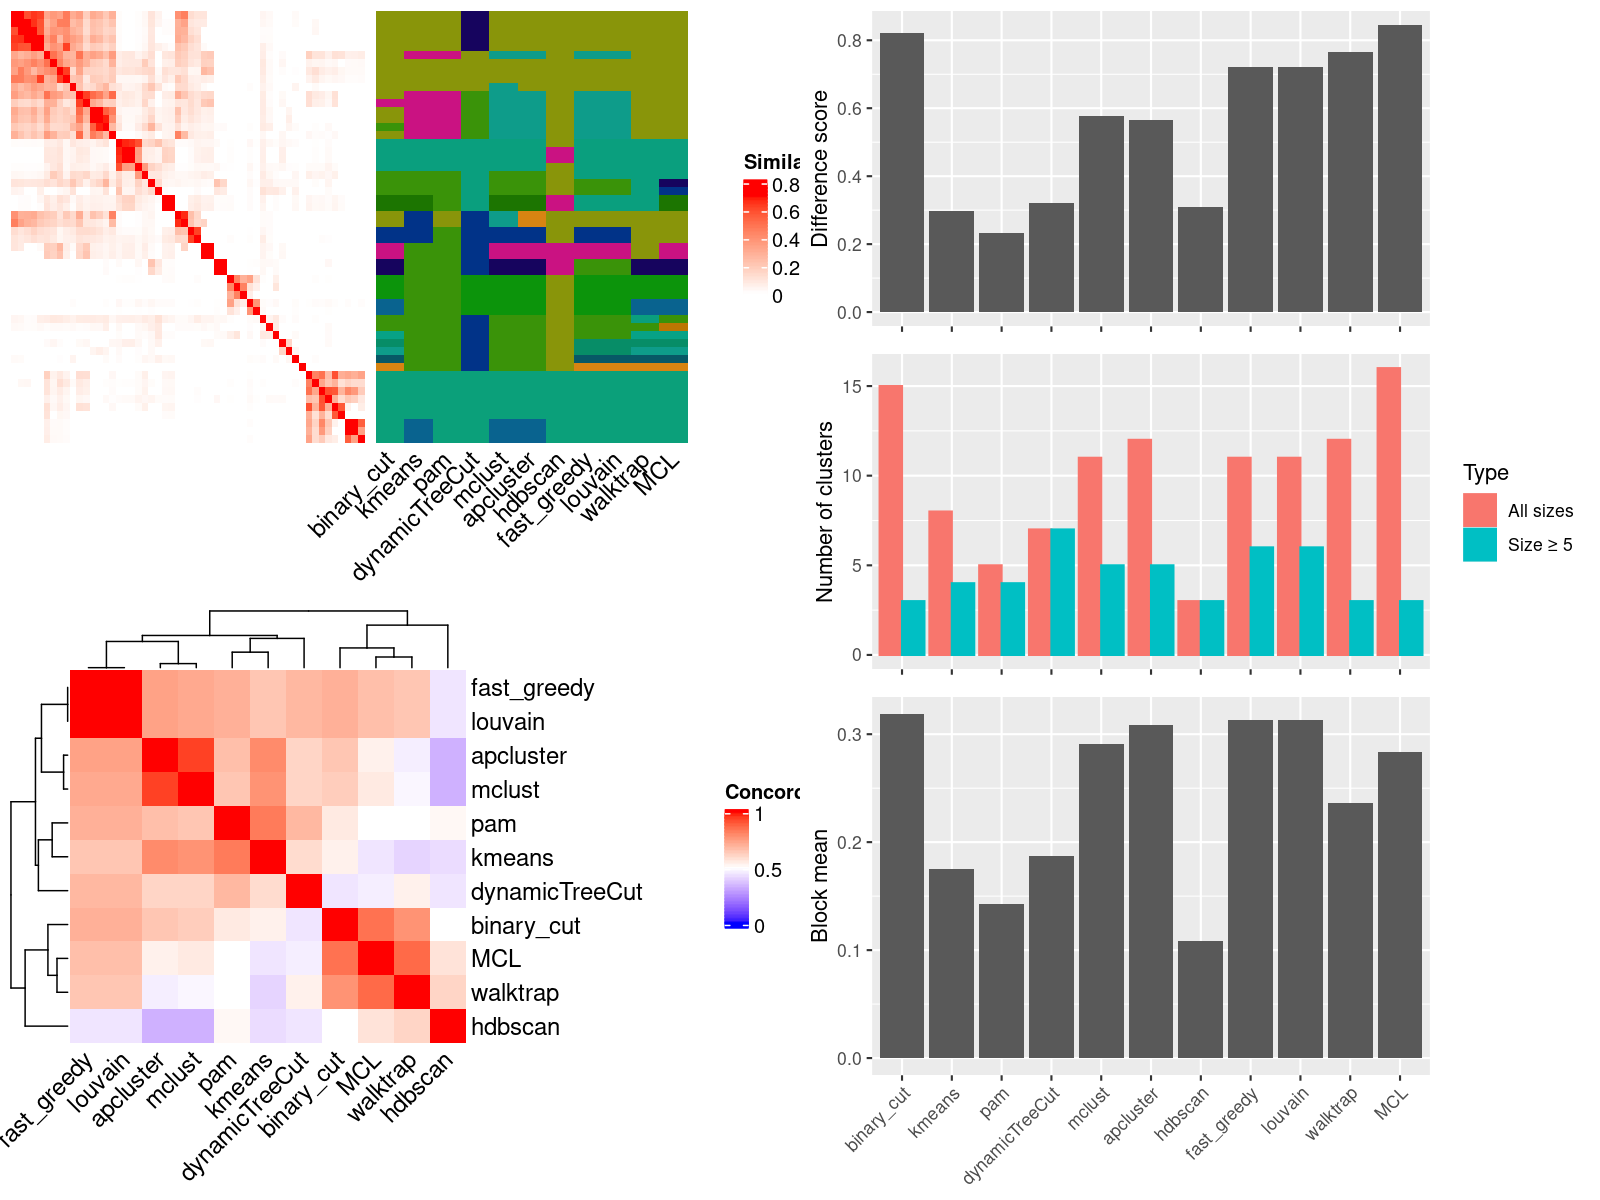 Simila
0.8
0.6
0.4
0.2
0
binary_cut
kmeans
pam
dynamicTreeCut
mclust
apcluster
hdbscan
fast_greedy
louvain
walktrap
MCL
fast_greedy
louvain
apcluster
mclust
pam
kmeans
dynamicTreeCut
binary_cut
MCL
walktrap
hdbscan
Concord
1
0.5
0
fast_greedy
louvain
apcluster
mclust
pam
kmeans
dynamicTreeCut
binary_cut
MCL
walktrap
hdbscan
Difference score
0.8
0.6
0.4
0.2
0.0
Number of clusters
15
10
5
0
Type
All sizes
Size ≥ 5
Block mean
0.3
0.2
0.1
0.0
binary_cut
kmeans
pam
dynamicTreeCut
mclust
apcluster
hdbscan
fast_greedy
louvain
walktrap
MCL